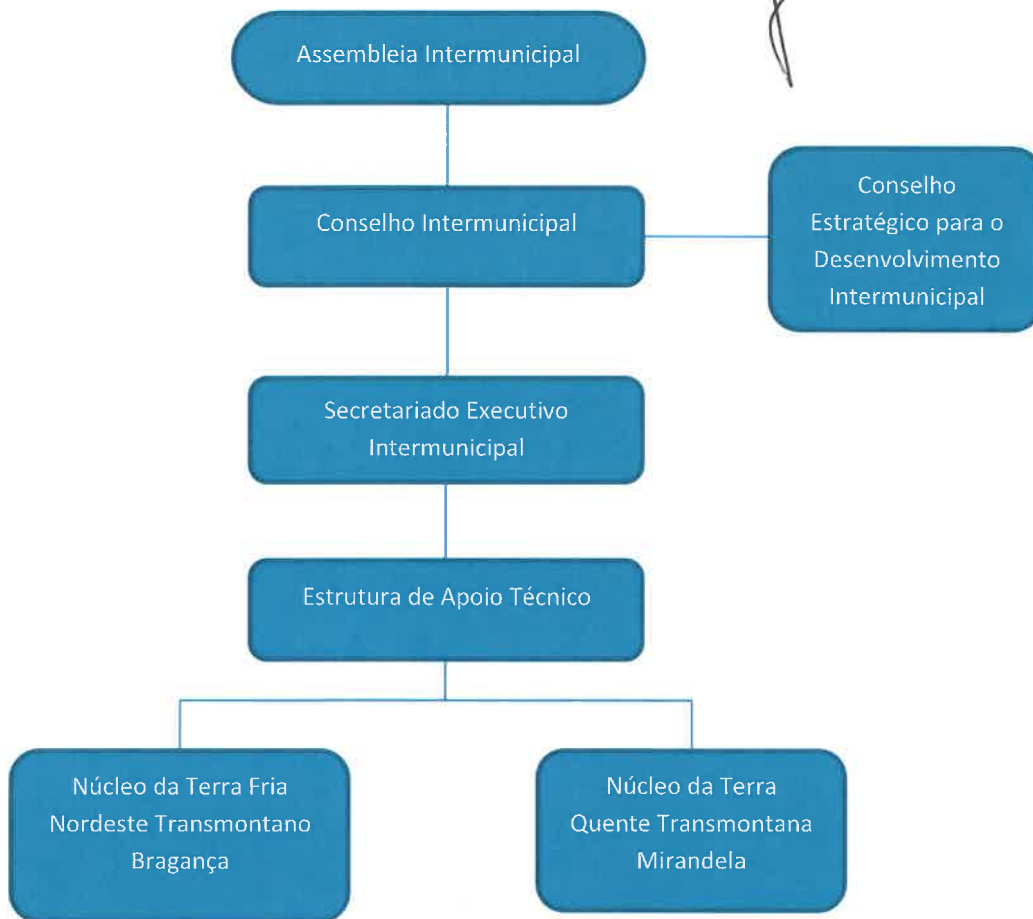 Assembleia Intermunicipal
Conselho Intermunicipal
Conselho
Estratégico para o
Desenvolvimento
Intermunicipal
Secretariado Executivo
Intermunicipal
Estrutura de Apoio Técnico
Núcleo da Terra Fria
Nordeste Transmontano
Bragança
Núcleo da Terra
Quente Transmontana
Mirandela